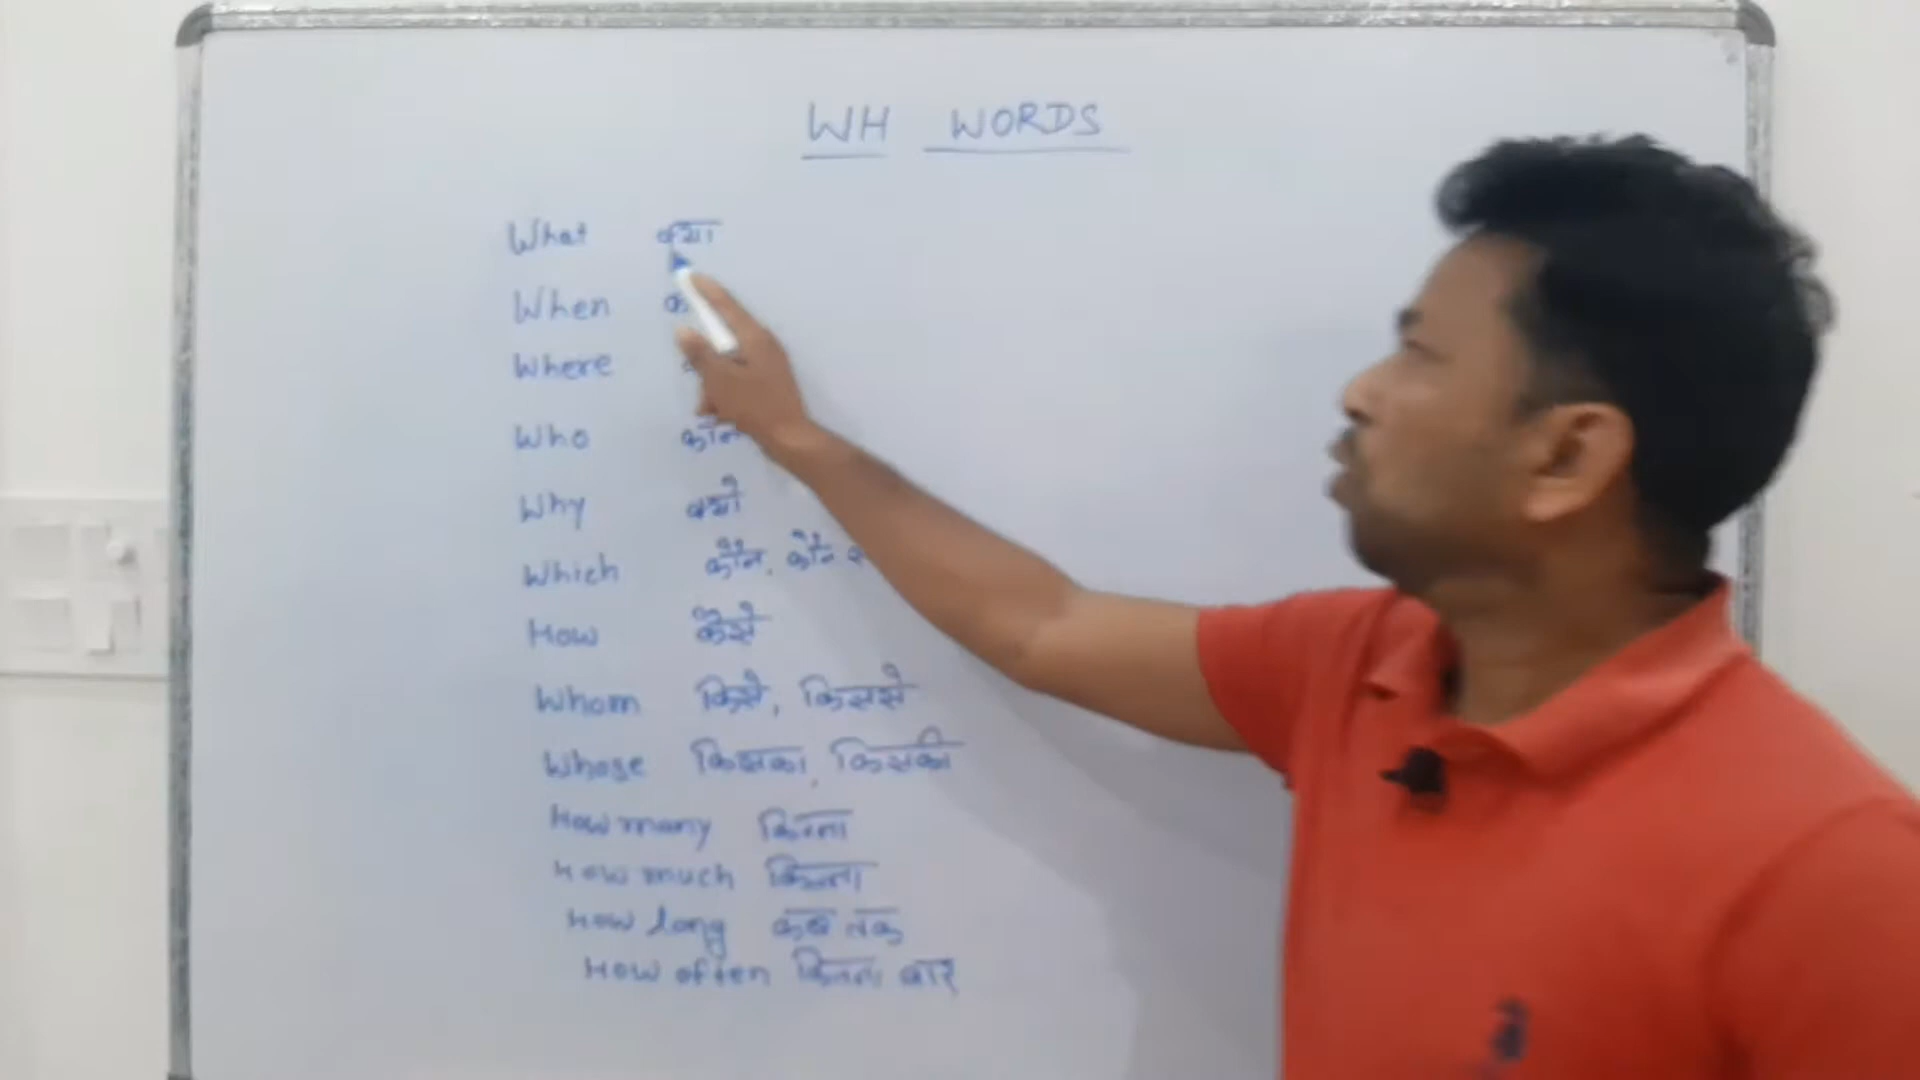 WH WORDS
What क्या
When
Where
Who कौन
Why क्यो
Which कौन, कौन
How कैसे
Whom किसे, किससे
Whose किसका, किसकी
How many कितना
How much कितना
How long कब तक
How often कितना बार